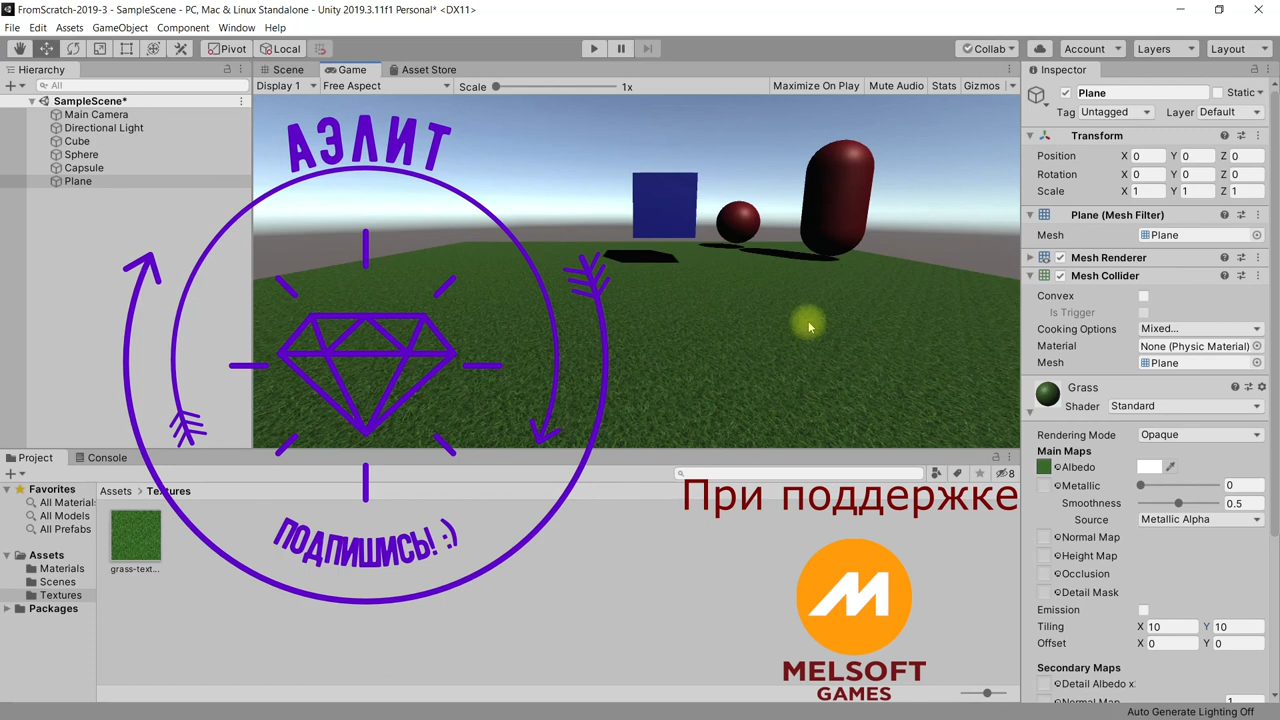 FromScratch-2019-3 - SampleScene - PC, Mac & Linux Standalone - Unity 2019.3.11f1 Personal* <DX11>
File Edit Assets GameObject Component Window Help
Pivot Local Collab Account Layers Layout
Hierarchy
All
SampleScene*
Main Camera
Directional Light
Cube
Sphere
Capsule
Plane
Scene Game Asset Store
Display 1 Free Aspect Scale 1x Maximize On Play Mute Audio Stats Gizmos
АЭЛИТ
ПОДПИШИСЬ! :)
Inspector
Plane Static
Tag Untagged Layer Default
Transform
Position X 0 Y 0 Z 0
Rotation X 0 Y 0 Z 0
Scale X 1 Y 1 Z 1
Plane (Mesh Filter)
Mesh Plane
Mesh Renderer
Mesh Collider
Convex
Is Trigger
Cooking Options Mixed...
Material None (Physic Material)
Mesh Plane
Grass
Shader Standard
Rendering Mode Opaque
Main Maps
Albedo
Metallic 0
Smoothness 0.5
Source Metallic Alpha
Normal Map
Height Map
Occlusion
Detail Mask
Emission
Tiling X 10 Y 10
Offset X 0 Y 0
Secondary Maps
Detail Albedo x
Project Console
8
Favorites
All Material
All Models
All Prefabs
Assets
Materials
Scenes
Textures
Packages
Assets Textures
grass-text...
При поддержке
MELSOFT
GAMES
Auto Generate Lighting Off